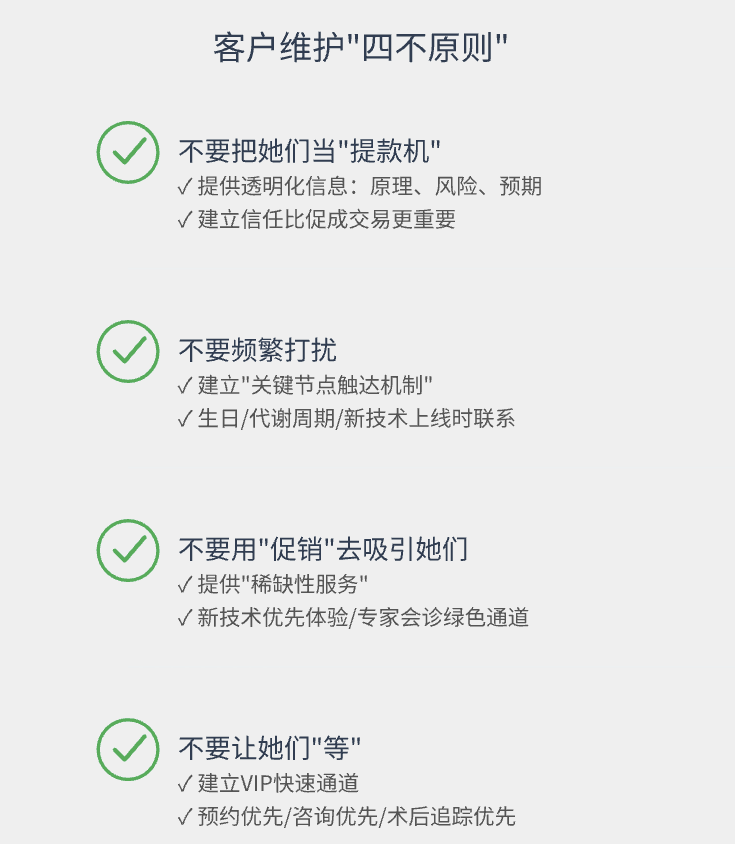 客户维护"四不原则"
不要把她们当"提款机"
✓提供透明化信息：原理、风险、预期
✓建立信任比促成交易更重要
不要频繁打扰
✓建立"关键节点触达机制"
✓生日/代谢周期/新技术上线时联系
不要用"促销"去吸引她们
✓提供"稀缺性服务"
✓新技术优先体验/专家会诊绿色通道
不要让她们"等"
✓建立VIP快速通道
✓预约优先/咨询优先/术后追踪优先